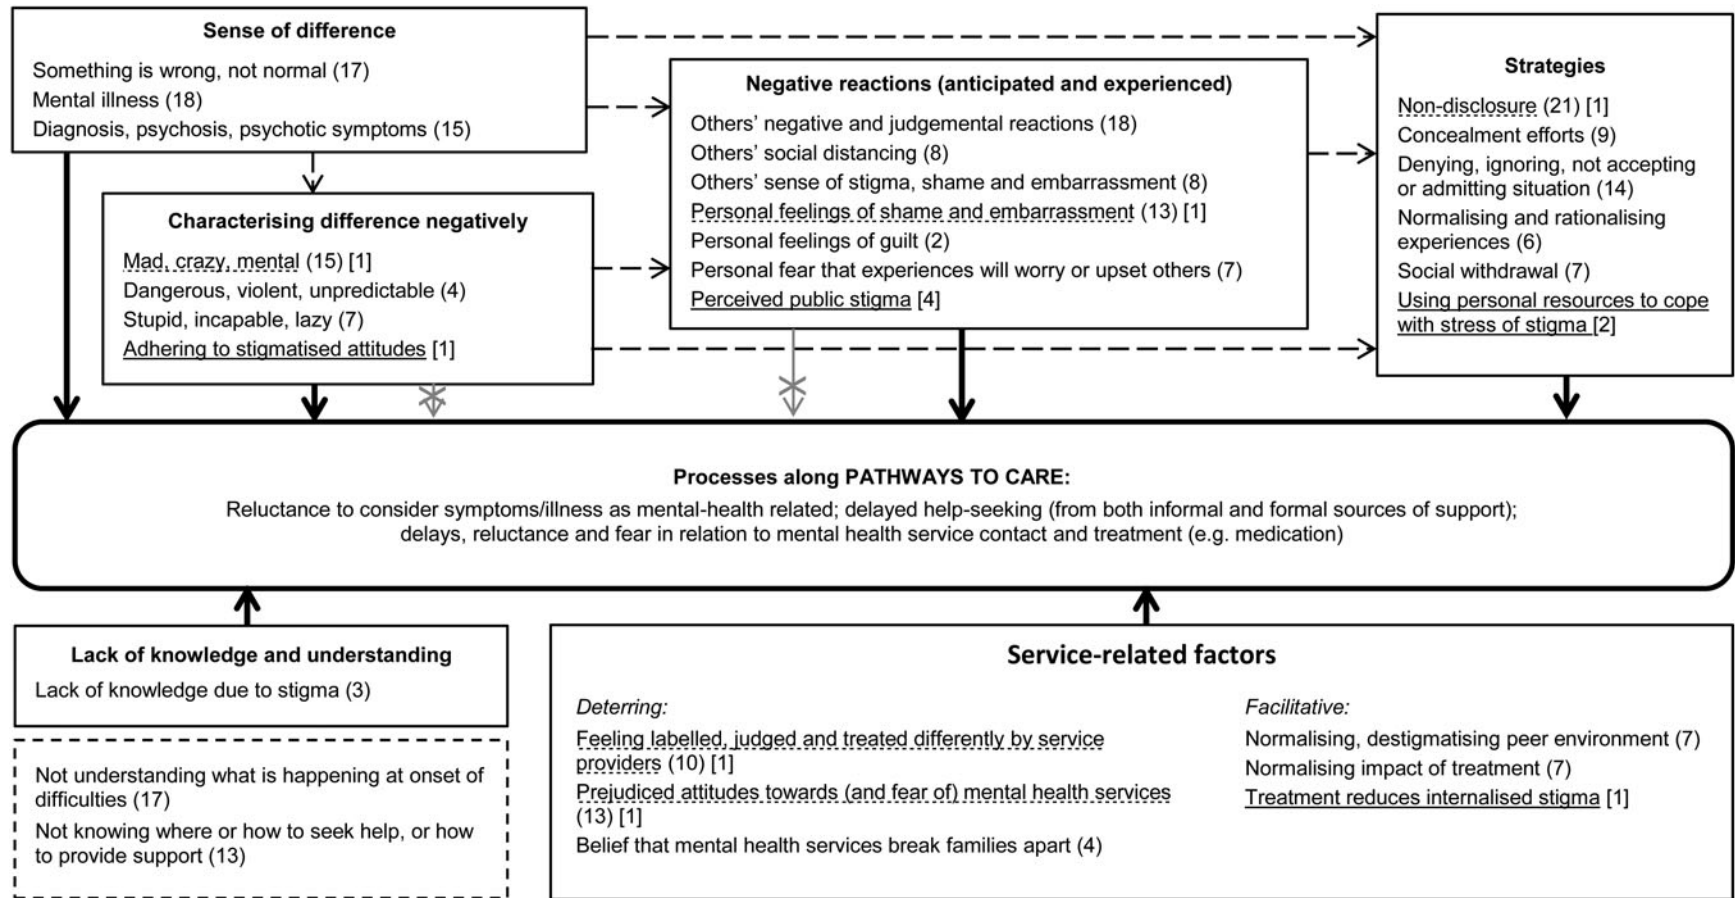 Sense of difference
Something is wrong, not normal (17)
Mental illness (18)
Diagnosis, psychosis, psychotic symptoms (15)
Characterising difference negatively
Mad, crazy, mental (15) [1]
Dangerous, violent, unpredictable (4)
Stupid, incapable, lazy (7)
Adhering to stigmatised attitudes [1]
Negative reactions (anticipated and experienced)
Others’ negative and judgemental reactions (18)
Others’ social distancing (8)
Others’ sense of stigma, shame and embarrassment (8)
Personal feelings of shame and embarrassment (13) [1]
Personal feelings of guilt (2)
Personal fear that experiences will worry or upset others (7)
Perceived public stigma [4]
Strategies
Non-disclosure (21) [1]
Concealment efforts (9)
Denying, ignoring, not accepting
or admitting situation (14)
Normalising and rationalising
experiences (6)
Social withdrawal (7)
Using personal resources to cope
with stress of stigma [2]
Processes along PATHWAYS TO CARE:
Reluctance to consider symptoms/illness as mental-health related; delayed help-seeking (from both informal and formal sources of support);
delays, reluctance and fear in relation to mental health service contact and treatment (e.g. medication)
Lack of knowledge and understanding
Lack of knowledge due to stigma (3)
Not understanding what is happening at onset of
difficulties (17)
Not knowing where or how to seek help, or how
to provide support (13)
Service-related factors
Deterring:
Feeling labelled, judged and treated differently by service
providers (10) [1]
Prejudiced attitudes towards (and fear of) mental health services
(13) [1]
Belief that mental health services break families apart (4)
Facilitative:
Normalising, destigmatising peer environment (7)
Normalising impact of treatment (7)
Treatment reduces internalised stigma [1]